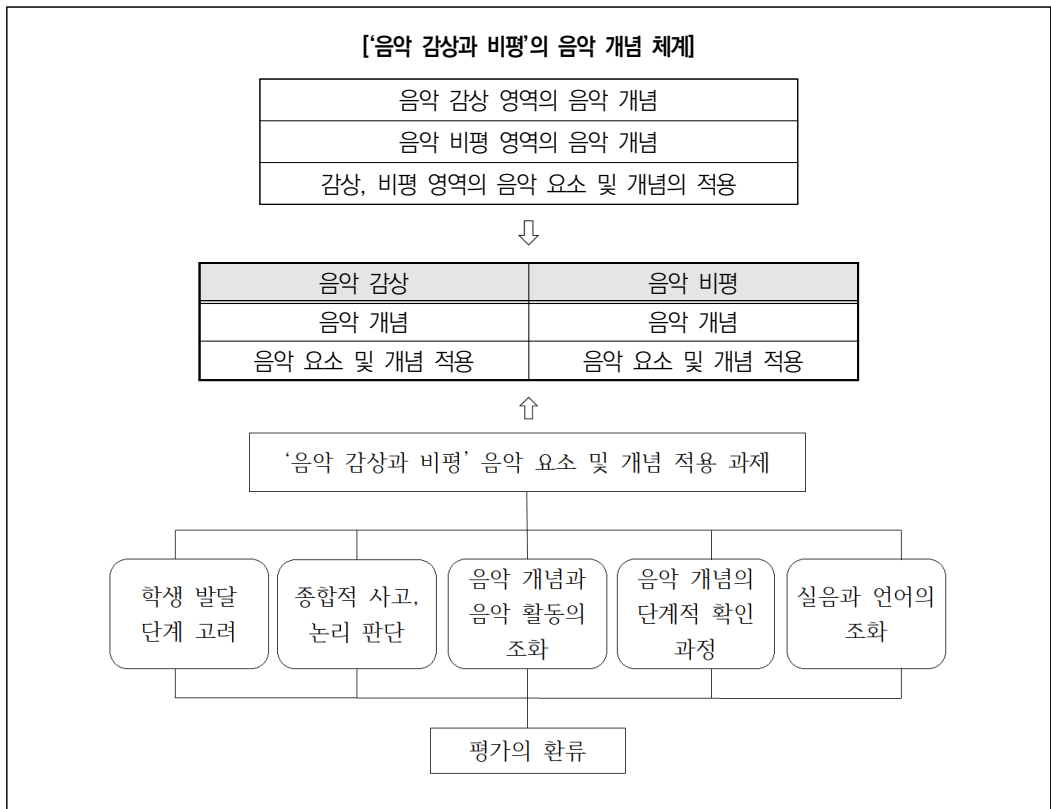 ['음악 감상과 비평'의 음악 개념 체계]
음악 감상 영역의 음악 개념
음악 비평 영역의 음악 개념
감상, 비평 영역의 음악 요소 및 개념의 적용
음악 감상 음악 비평
음악 개념 음악 개념
음악 요소 및 개념 적용 음악 요소 및 개념 적용
'음악 감상과 비평' 음악 요소 및 개념 적용 과제
학생 발달
단계 고려
종합적 사고,
논리 판단
음악 개념과
음악 활동의
조화
음악 개념의
단계적 확인
과정
실음과 언어의
조화
평가의 환류